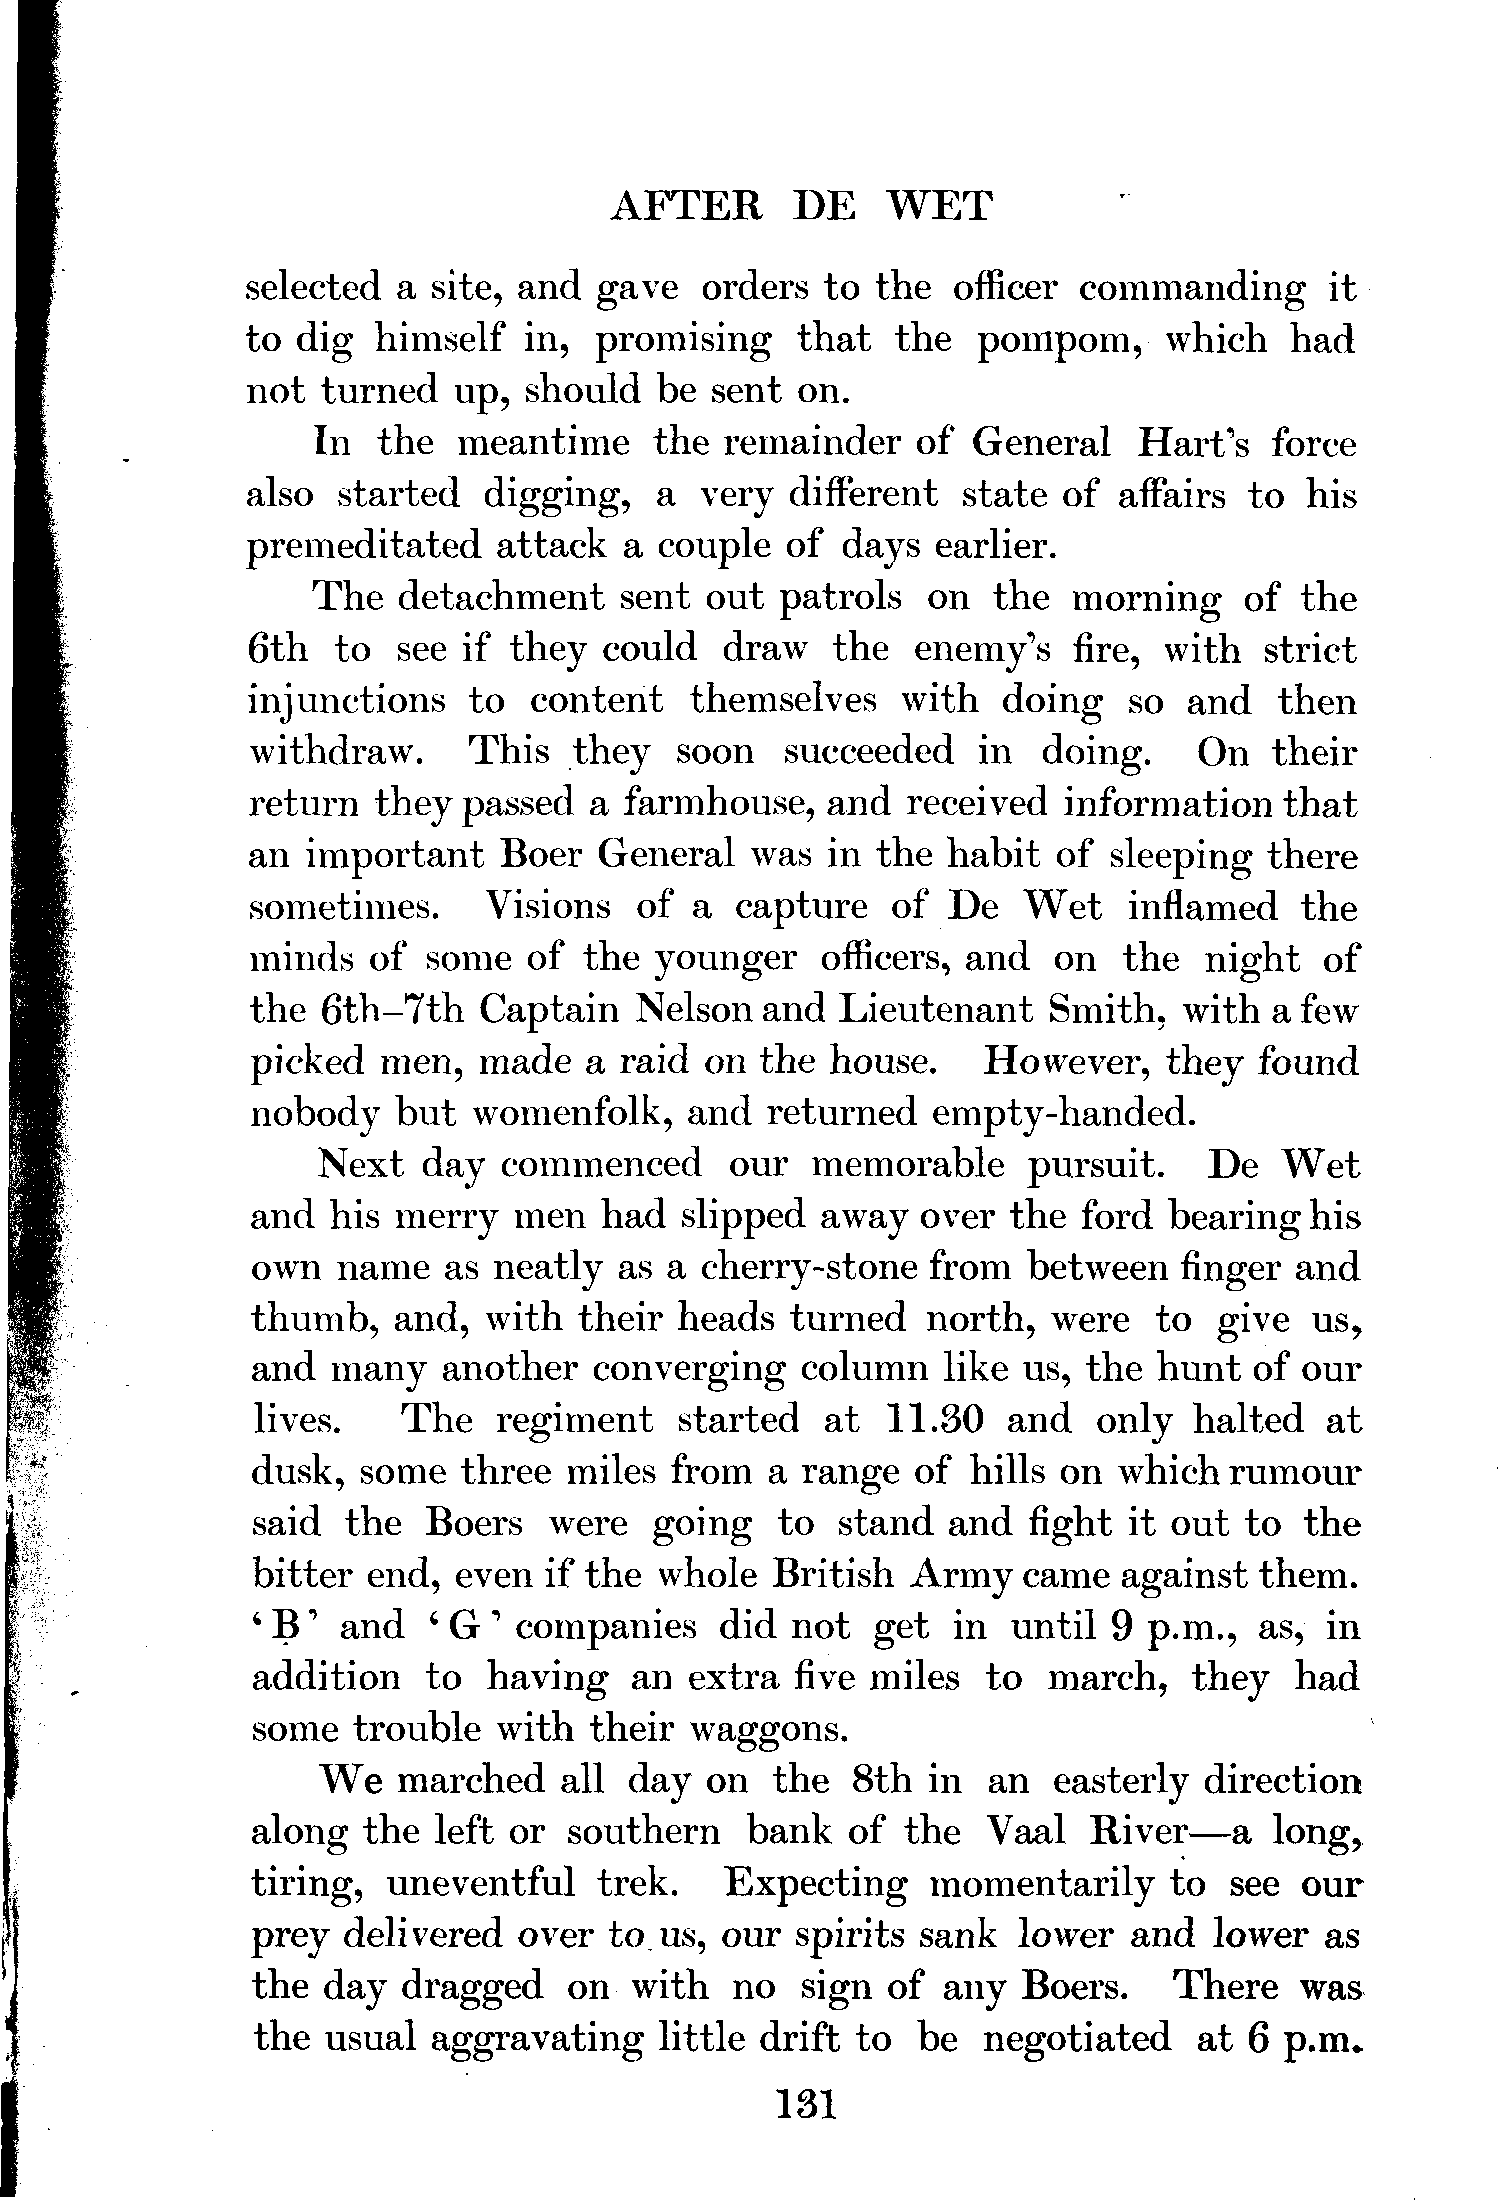 AFTER DE WET
selected a site, and gave orders to the officer commanding it
to dig himself in, promising that the pompom, which had
not turned up, should be sent on.
In the meantime the remainder of General Hart's force
also started digging, a very different state of affairs to his
premeditated attack a couple of days earlier.
The detachment sent out patrols on the morning of the
6th to see if they could draw the enemy's fire, with strict
injunctions to content themselves with doing so and then
withdraw. This they soon succeeded in doing. On their
return they passed a farmhouse, and received information that
an important Boer General was in the habit of sleeping there
sometimes. Visions of a capture of De Wet inflamed the
minds of some of the younger officers, and on the night of
the 6th–7th Captain Nelson and Lieutenant Smith, with a few
picked men, made a raid on the house. However, they found
nobody but womenfolk, and returned empty-handed.
Next day commenced our memorable pursuit. De Wet
and his merry men had slipped away over the ford bearing his
own name as neatly as a cherry-stone from between finger and
thumb, and, with their heads turned north, were to give us,
and many another converging column like us, the hunt of our
lives. The regiment started at 11.30 and only halted at
dusk, some three miles from a range of hills on which rumour
said the Boers were going to stand and fight it out to the
bitter end, even if the whole British Army came against them.
‘B’ and ‘G’ companies did not get in until 9 p.m., as, in
addition to having an extra five miles to march, they had
some trouble with their waggons.
We marched all day on the 8th in an easterly direction
along the left or southern bank of the Vaal River—a long,
tiring, uneventful trek. Expecting momentarily to see our
prey delivered over to us, our spirits sank lower and lower as
the day dragged on with no sign of any Boers. There was
the usual aggravating little drift to be negotiated at 6 p.m.
131